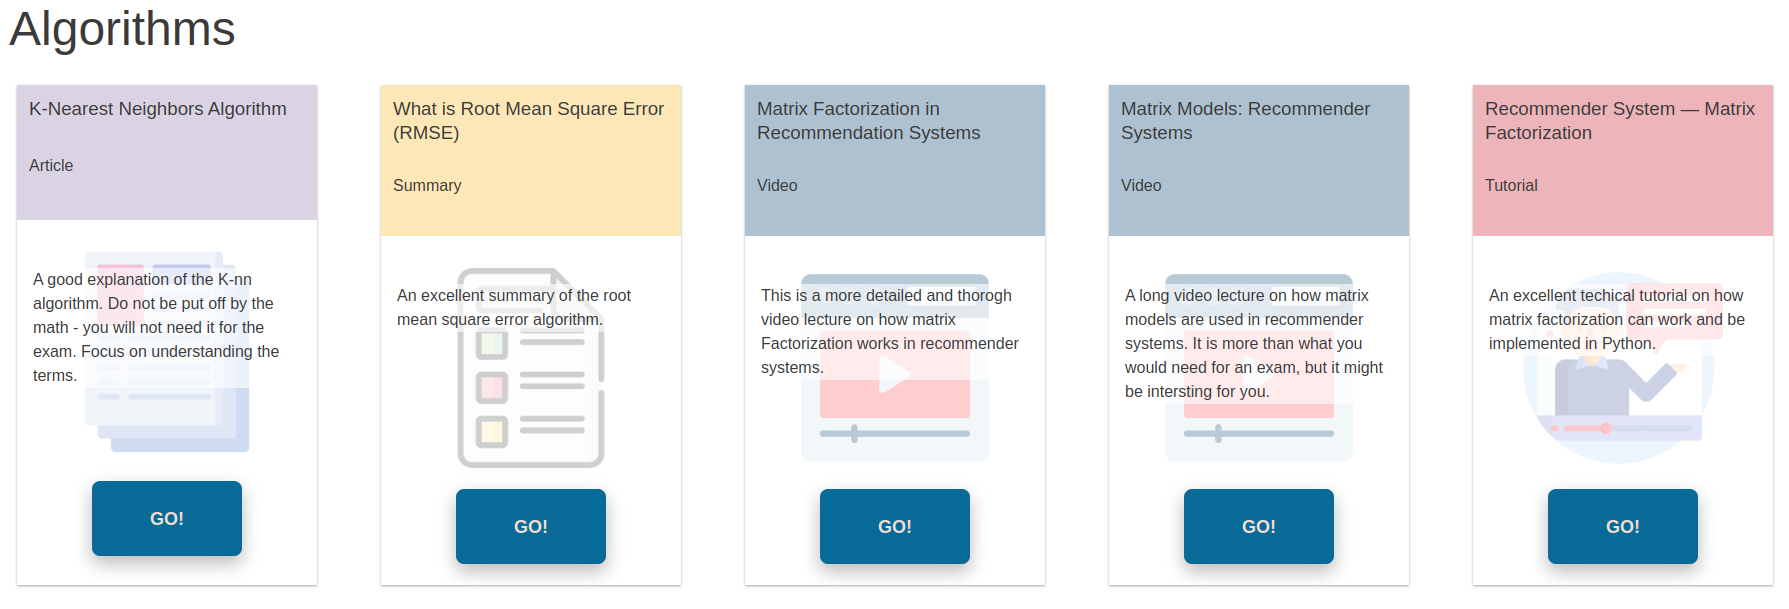 Algorithms
K-Nearest Neighbors Algorithm
Article
A good explanation of the K-nn
algorithm. Do not be put off by the
math - you will not need it for the
exam. Focus on understanding the
terms.
GO!
What is Root Mean Square Error
(RMSE)
Summary
An excellent summary of the root
mean square error algorithm.
GO!
Matrix Factorization in
Recommendation Systems
Video
This is a more detailed and thorogh
video lecture on how matrix
Factorization works in recommender
systems.
GO!
Matrix Models: Recommender
Systems
Video
A long video lecture on how matrix
models are used in recommender
systems. It is more than what you
would need for an exam, but it might
be intersting for you.
GO!
Recommender System — Matrix
Factorization
Tutorial
An excellent techical tutorial on how
matrix factorization can work and be
implemented in Python.
GO!